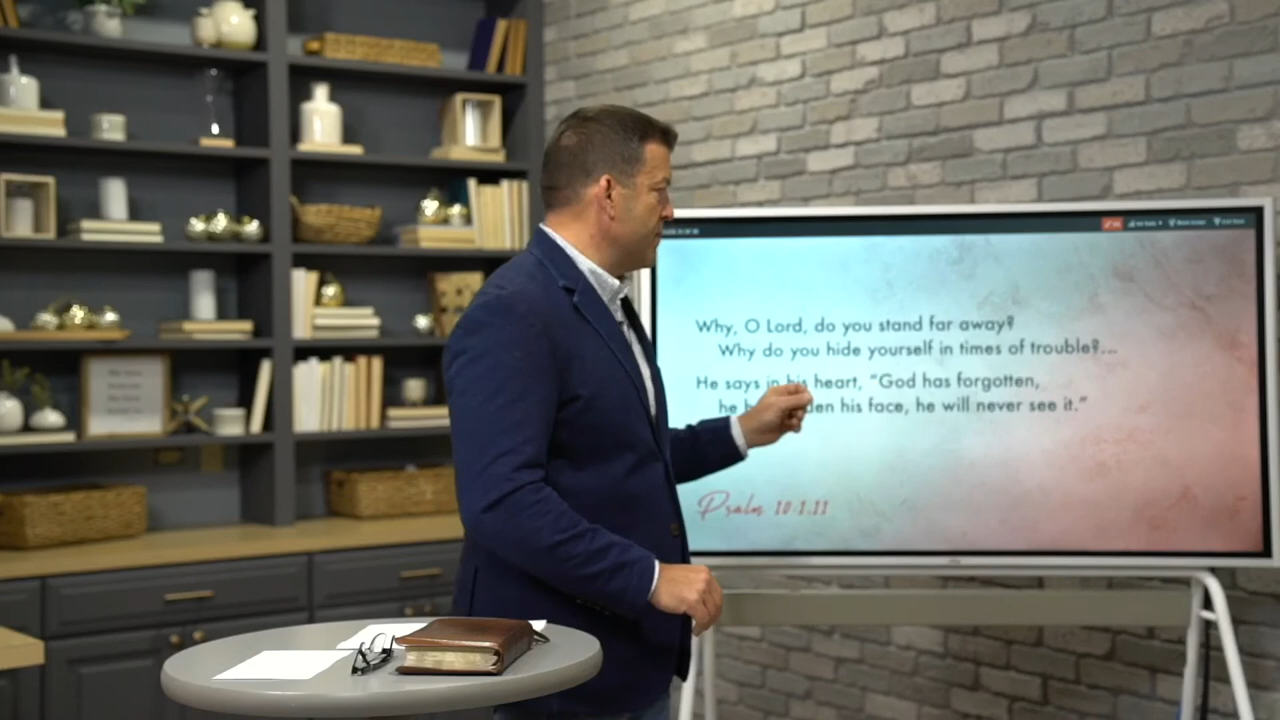 Why, O Lord, do you stand far away?
Why do you hide yourself in times of trouble?...
He says in his heart, “God has forgotten,
he his face, he will never see it.”
Psalm 10:1,11